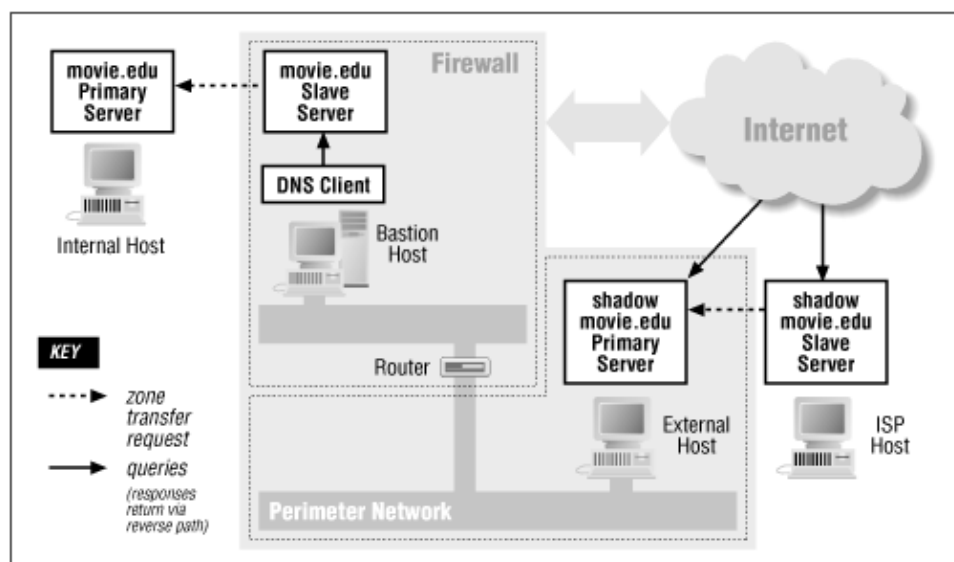 movie.edu
Primary
Server
Internal Host
movie.edu
Slave
Server
DNS Client
Bastion
Host
Firewall
Internet
Router
shadow
movie.edu
Primary
Server
External
Host
shadow
movie.edu
Slave
Server
ISP
Host
Perimeter Network
KEY
zone
transfer
request
queries
(responses
return via
reverse path)